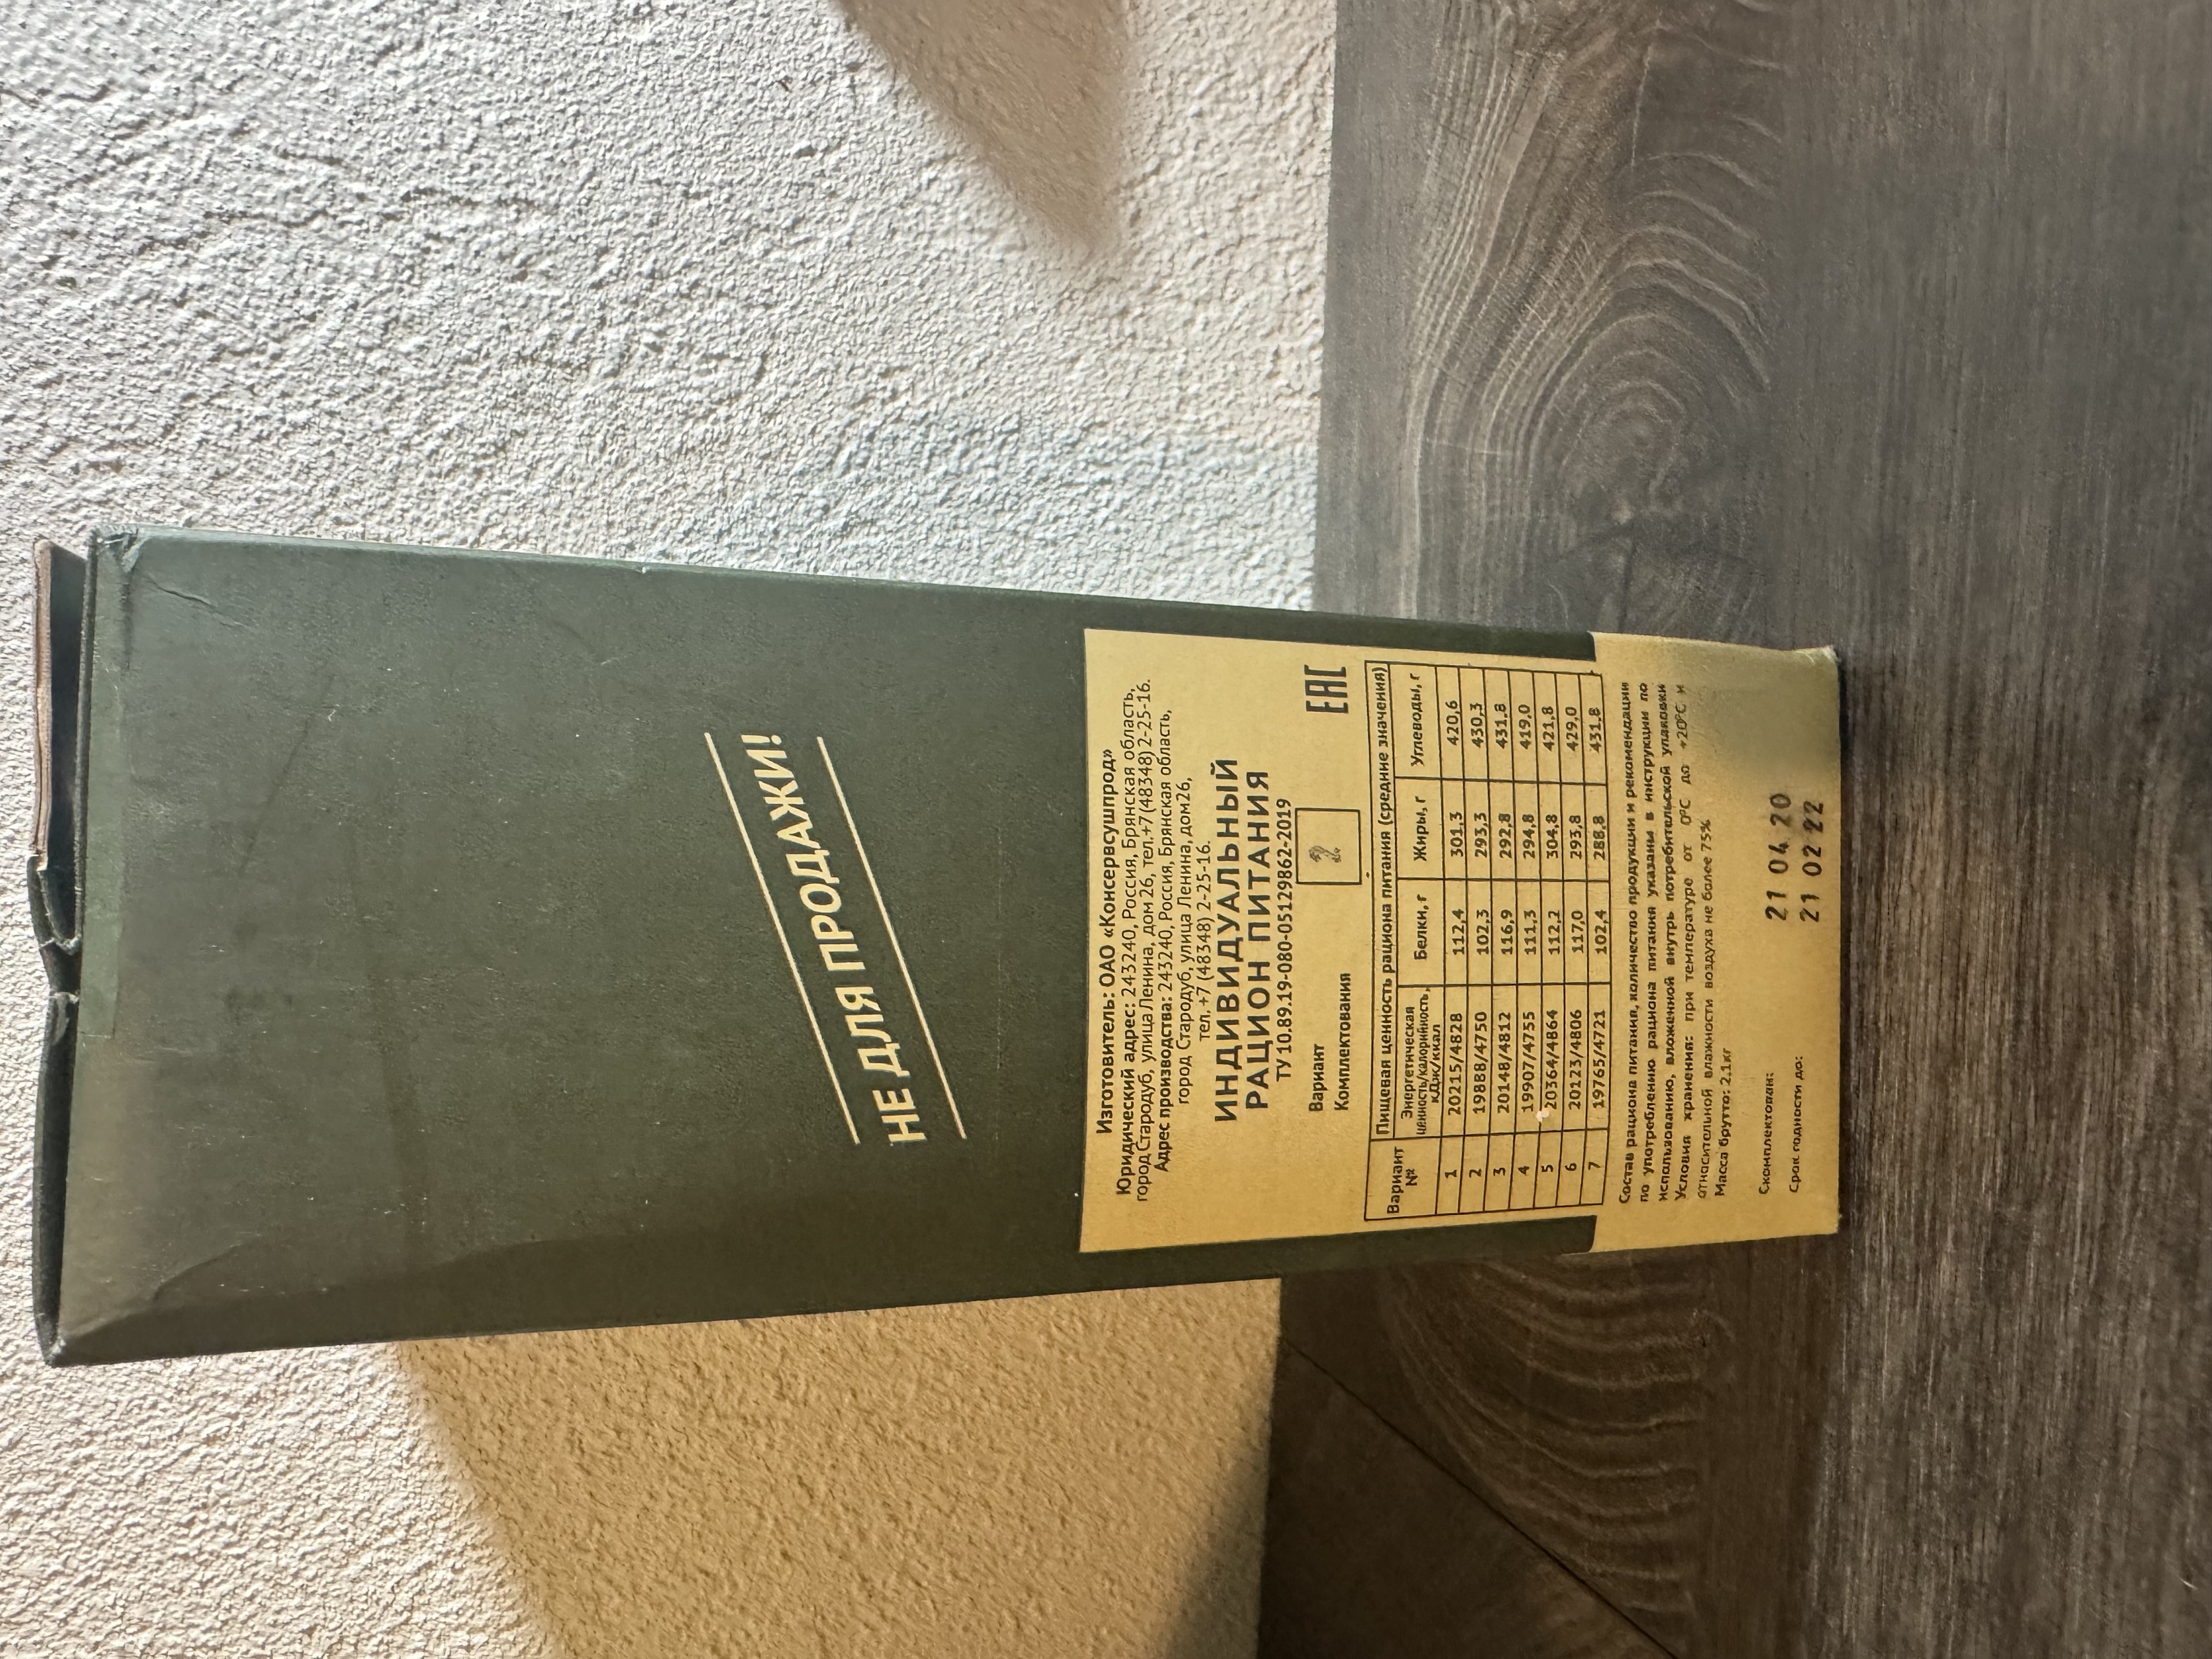 НЕ ДЛЯ ПРОДАЖИ!
Изготовитель: ОАО «Консервсушпрод»
Юридический адрес: 243240, Россия, Брянская область,
город Стародуб, улица Ленина, дом 26, тел.+7 (48348) 2-25-16.
Адрес производства: 243240, Россия, Брянская область,
город Стародуб, улица Ленина, дом26,
тел. +7 (48348) 2-25-16.
ИНДИВИДУАЛЬНЫЙ
РАЦИОН ПИТАНИЯ
ТУ 10.89.19-080-05129862-2019
Вариант
Комплектования
EAC
Вариант № Пищевая ценность рациона питания (средние значения)
Энергетическая ценность/калорийность, кДж/ккал Белки, г Жиры, г Углеводы, г
1 20215/4828 112,4 301,3 420,6
2 19888/4750 102,3 293,3 430,3
3 20148/4812 116,9 292,8 431,8
4 19907/4755 111,3 294,8 419,0
5 20364/4864 112,2 304,8 421,8
6 20123/4806 117,0 293,8 429,0
7 19765/4721 102,4 288,8 431,8
Состав рациона питания, количество продукции и рекомендации
по употреблению рациона питания указаны в инструкции по
использованию, вложенной внутрь потребительской упаковки
Условия хранения: при температуре от 0°С до +20°С и
относительной влажности воздуха не более 75%
Масса брутто: 2,1кг
Скомплектован: 21 04 20
Срок годности до: 21 02 22